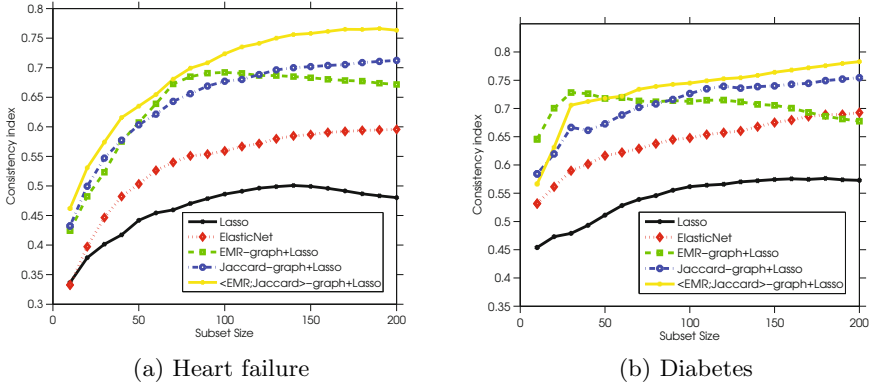 0.8
0.75
0.7
0.65
0.6
0.55
0.5
0.45
0.4
0.35
0.3
Consistency index
0 50 100 150 200
Subset Size
Lasso
ElasticNet
EMR-graph+Lasso
Jaccard-graph+Lasso
<EMR;Jaccard>-graph+Lasso
(a) Heart failure
0.8
0.75
0.7
0.65
0.6
0.55
0.5
0.45
0.4
0.35
Consistency index
0 50 100 150 200
Subset Size
Lasso
ElasticNet
EMR-graph+Lasso
Jaccard-graph+Lasso
<EMR;Jaccard>-graph+Lasso
(b) Diabetes